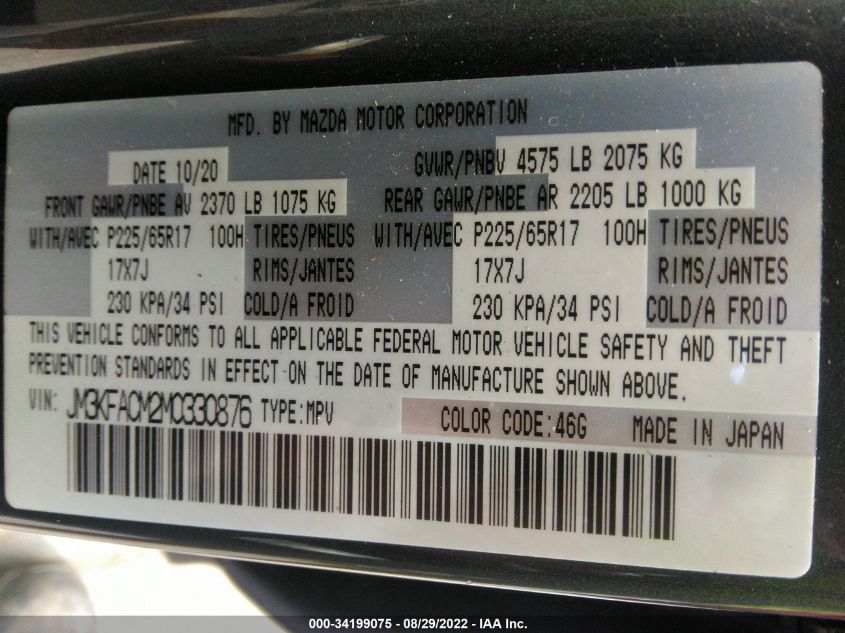 MFD. BY MAZDA MOTOR CORPORATION
DATE 10/20 GVWR/PNBV 4575 LB 2075 KG
FRONT GAWR/PNBE AV 2370 LB 1075 KG REAR GAWR/PNBE AR 2205 LB 1000 KG
WITH/AVEC P225/65R17 100H TIRES/PNEUS WITH/AVEC P225/65R17 100H TIRES/PNEUS
17X7J RIMS/JANTES 17X7J RIMS/JANTES
230 KPA/34 PSI COLD/A FROID 230 KPA/34 PSI COLD/A FROID
THIS VEHICLE CONFORMS TO ALL APPLICABLE FEDERAL MOTOR VEHICLE SAFETY AND THEFT
PREVENTION STANDARDS IN EFFECT ON THE DATE OF MANUFACTURE SHOWN ABOVE.
VIN: JM3KFACM2M0330876 TYPE:MPV COLOR CODE:46G MADE IN JAPAN
000-34199075 - 08/29/2022 - IAA Inc.